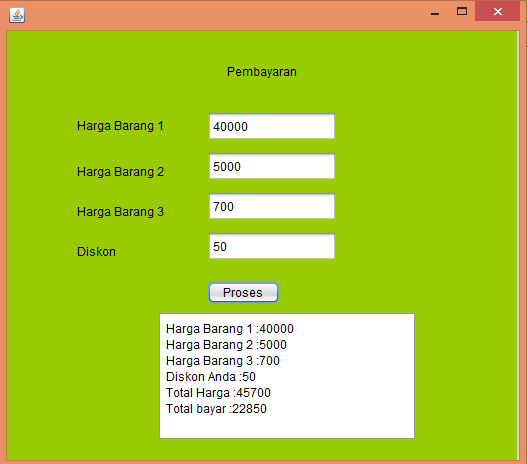 Pembayaran
Harga Barang 1 40000
Harga Barang 2 5000
Harga Barang 3 700
Diskon 50
Proses
Harga Barang 1 :40000
Harga Barang 2 :5000
Harga Barang 3 :700
Diskon Anda :50
Total Harga :45700
Total bayar :22850